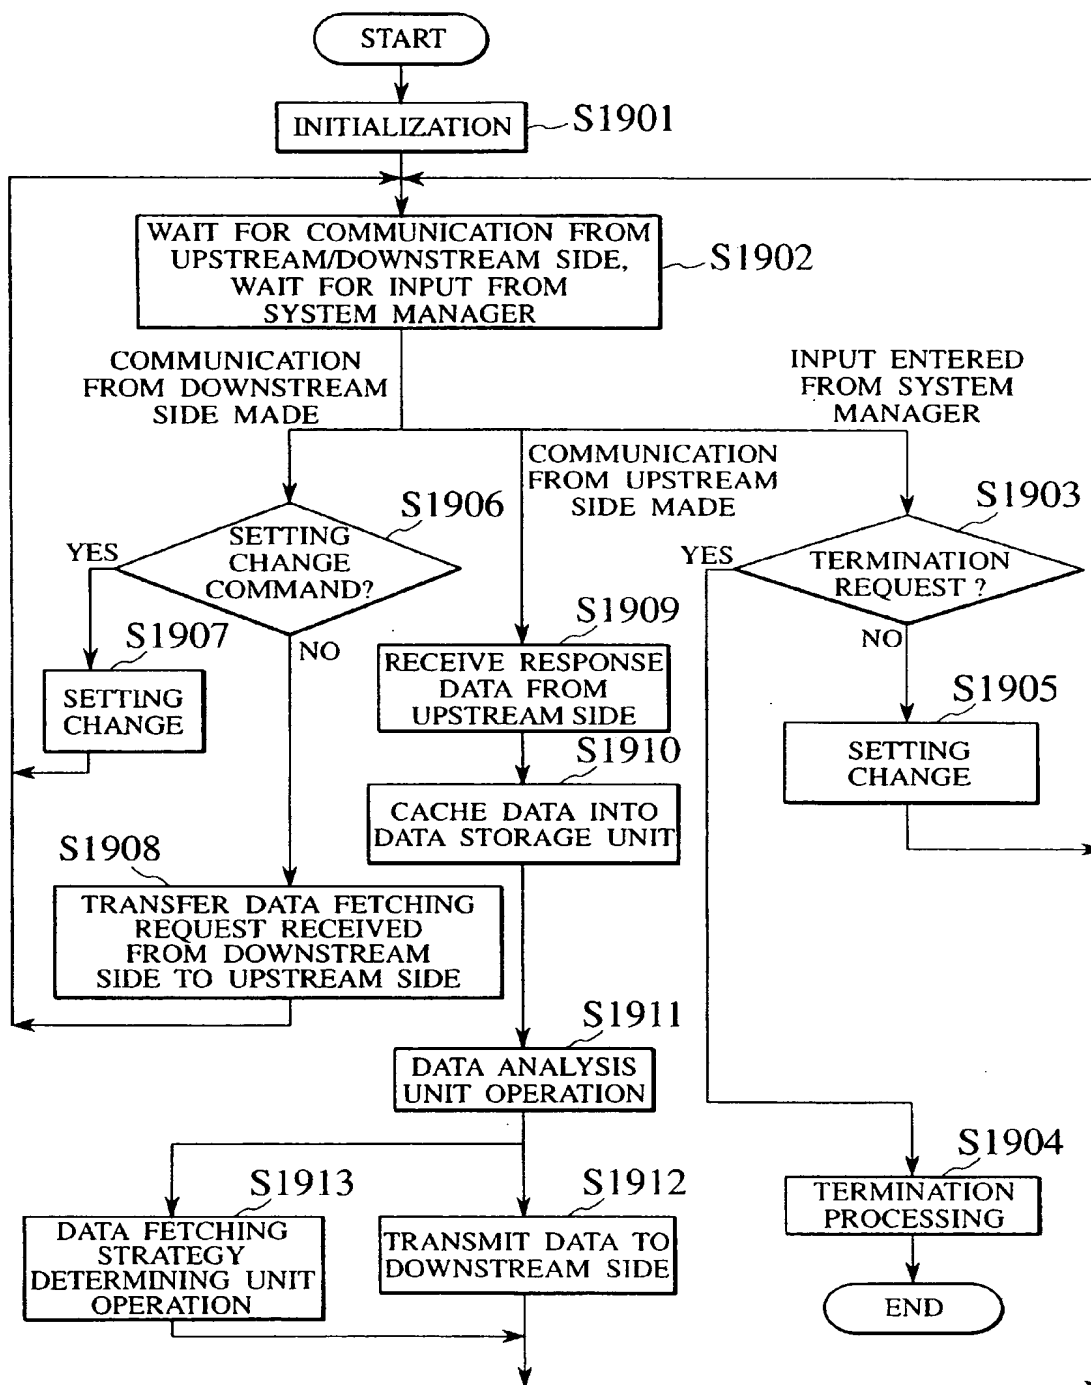 START
INITIALIZATION
S1901
WAIT FOR COMMUNICATION FROM
UPSTREAM/DOWNSTREAM SIDE,
WAIT FOR INPUT FROM
SYSTEM MANAGER
S1902
COMMUNICATION
FROM DOWNSTREAM
SIDE MADE
INPUT ENTERED
FROM SYSTEM
MANAGER
COMMUNICATION
FROM UPSTREAM
SIDE MADE
S1906
SETTING
CHANGE
COMMAND?
YES
NO
S1903
TERMINATION
REQUEST ?
YES
NO
S1907
SETTING
CHANGE
S1909
RECEIVE RESPONSE
DATA FROM
UPSTREAM SIDE
S1905
SETTING
CHANGE
S1910
CACHE DATA INTO
DATA STORAGE UNIT
S1908
TRANSFER DATA FETCHING
REQUEST RECEIVED
FROM DOWNSTREAM
SIDE TO UPSTREAM SIDE
S1911
DATA ANALYSIS
UNIT OPERATION
S1904
TERMINATION
PROCESSING
S1913
DATA FETCHING
STRATEGY
DETERMINING UNIT
OPERATION
S1912
TRANSMIT DATA TO
DOWNSTREAM SIDE
END